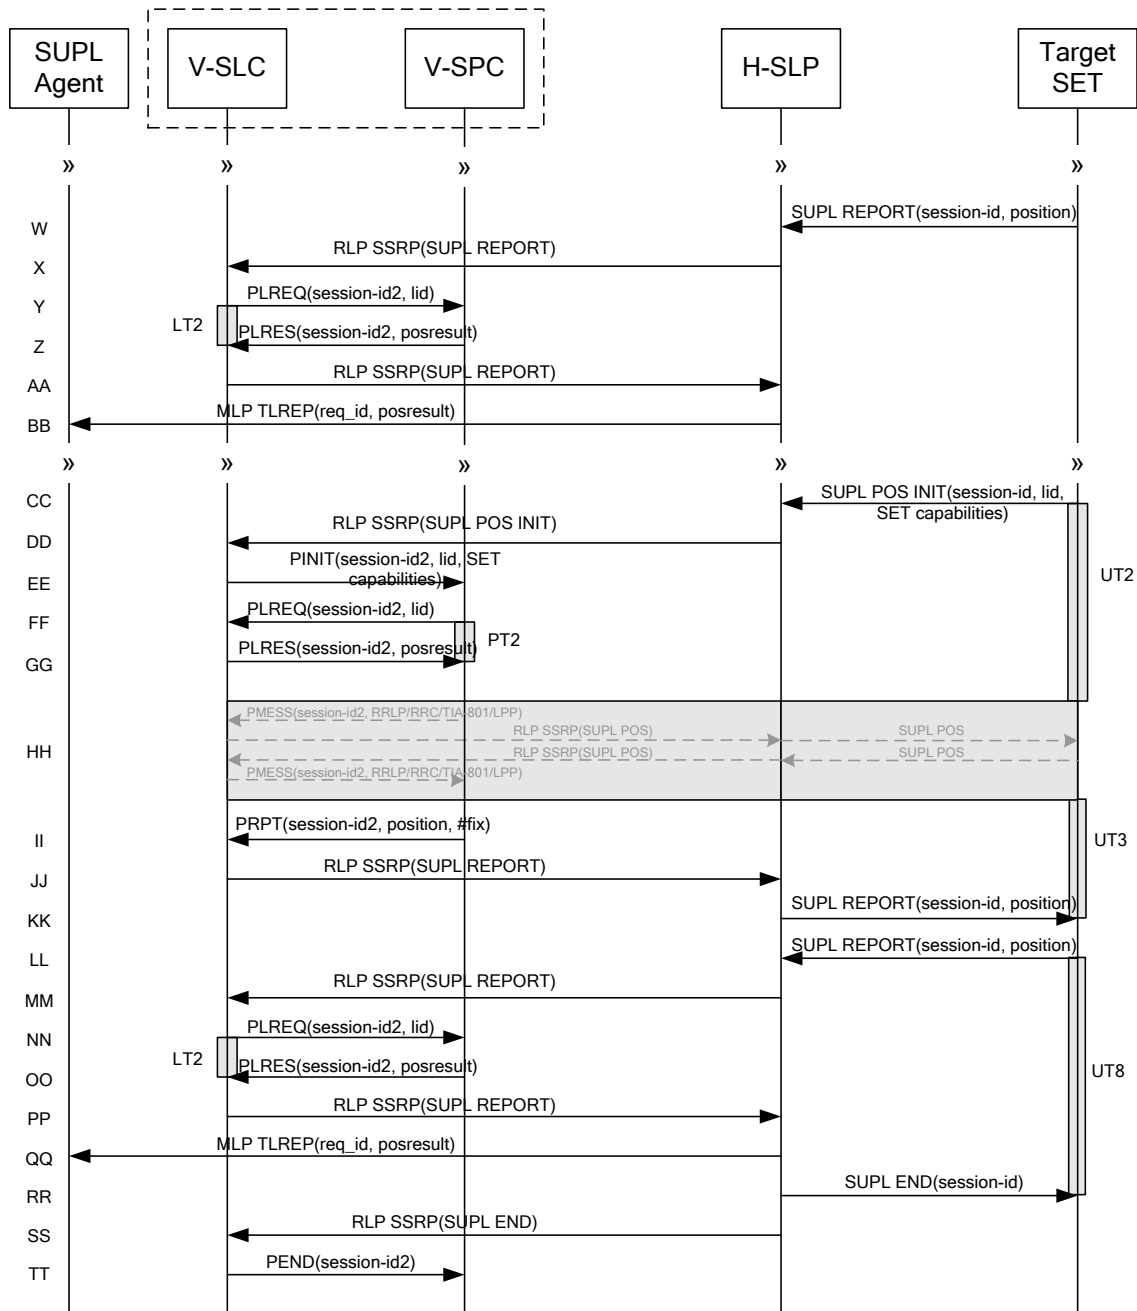 SUPL
Agent
V-SLC
V-SPC
H-SLP
Target
SET
» » » » »
W
SUPL REPORT(session-id, position)
X
RLP SSRP(SUPL REPORT)
Y
PLREQ(session-id2, lid)
LT2
Z
PLRES(session-id2, posresult)
AA
RLP SSRP(SUPL REPORT)
BB
MLP TLREP(req_id, posresult)
» » » » »
CC
SUPL POS INIT(session-id, lid,
SET capabilities)
DD
RLP SSRP(SUPL POS INIT)
EE
PINIT(session-id2, lid, SET
capabilities)
UT2
FF
PLREQ(session-id2, lid)
PT2
GG
PLRES(session-id2, posresult)
HH
PMESS(session-id2, RRLP/RRC/TIA-801/LPP)
RLP SSRP(SUPL POS)
SUPL POS
RLP SSRP(SUPL POS)
SUPL POS
PMESS(session-id2, RRLP/RRC/TIA-801/LPP)
II
PRPT(session-id2, position, #fix)
UT3
JJ
RLP SSRP(SUPL REPORT)
KK
SUPL REPORT(session-id, position)
LL
SUPL REPORT(session-id, position)
MM
RLP SSRP(SUPL REPORT)
NN
PLREQ(session-id2, lid)
LT2
OO
PLRES(session-id2, posresult)
UT8
PP
RLP SSRP(SUPL REPORT)
QQ
MLP TLREP(req_id, posresult)
RR
SUPL END(session-id)
SS
RLP SSRP(SUPL END)
TT
PEND(session-id2)